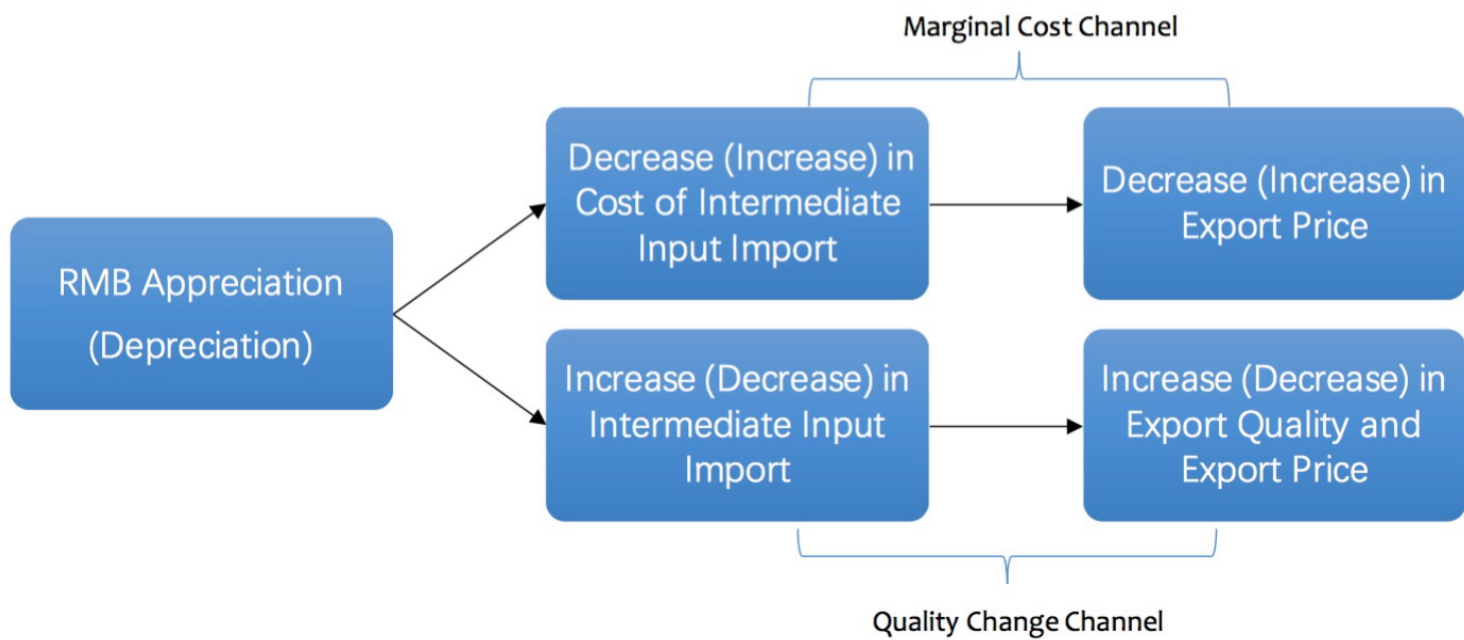 Marginal Cost Channel
Decrease (Increase) in
Cost of Intermediate
Input Import
Decrease (Increase) in
Export Price
RMB Appreciation
(Depreciation)
Increase (Decrease) in
Intermediate Input
Import
Increase (Decrease) in
Export Quality and
Export Price
Quality Change Channel